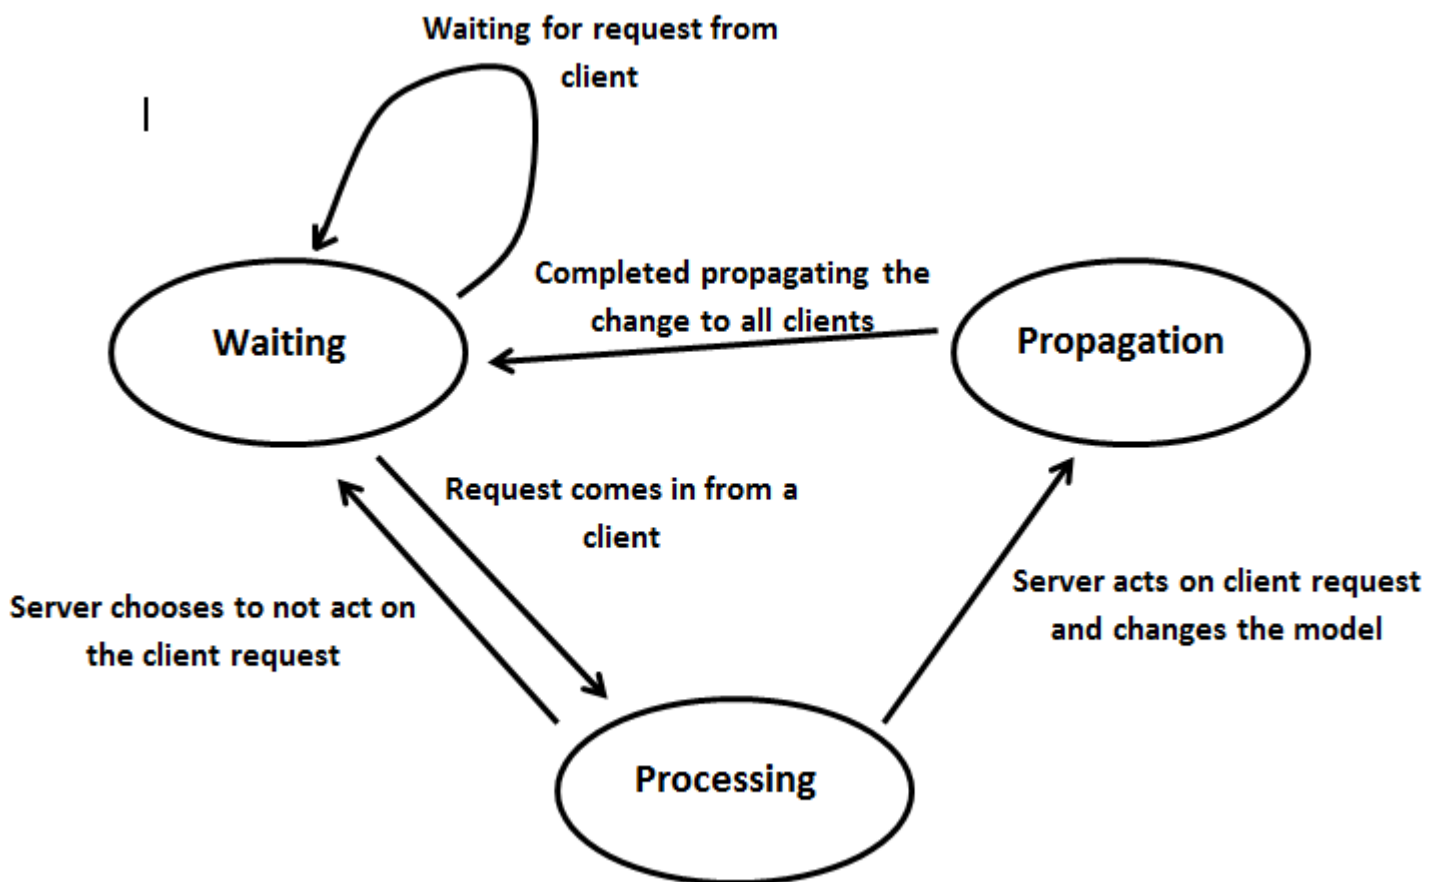 Waiting for request from
client
Completed propagating the
change to all clients
Waiting
Propagation
Request comes in from a
client
Server acts on client request
and changes the model
Server chooses to not act on
the client request
Processing